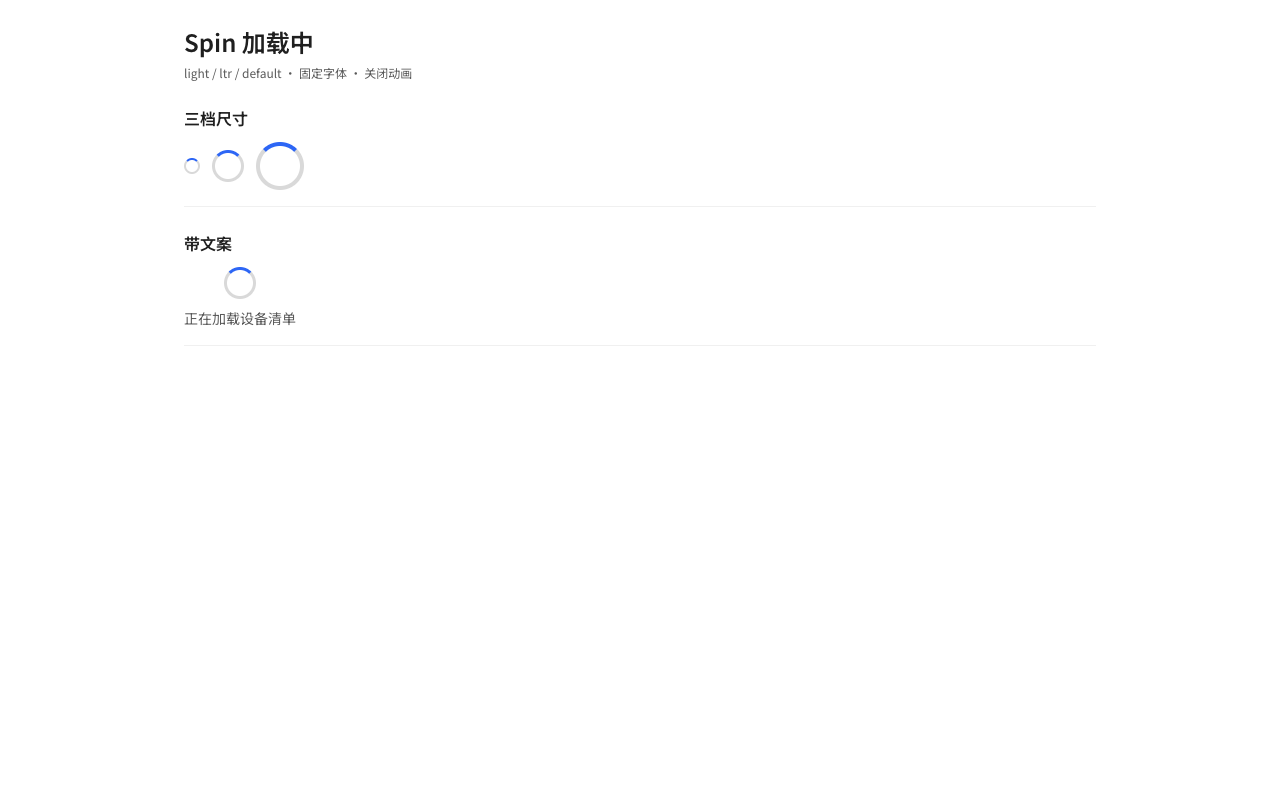 Spin 加载中
light / ltr / default ・ 固定字体 ・ 关闭动画
三档尺寸
带文案
正在加载设备清单